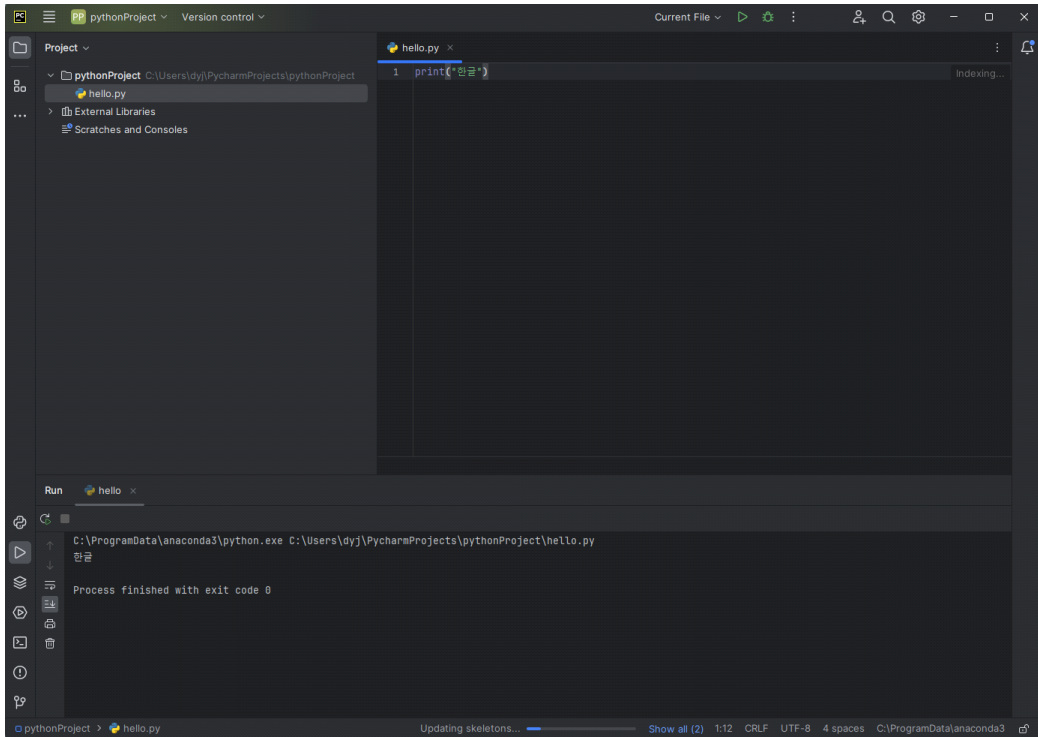 PC
PP pythonProject Version control Current File
Project
hello.py
pythonProject C:\Users\dyj\PycharmProjects\pythonProject
hello.py
External Libraries
Scratches and Consoles
1 print("한글")
Indexing...
Run hello
C:\ProgramData\anaconda3\python.exe C:\Users\dyj\PycharmProjects\pythonProject\hello.py
한글
Process finished with exit code 0
pythonProject > hello.py Updating skeletons... Show all (2) 1:12 CRLF UTF-8 4 spaces C:\ProgramData\anaconda3